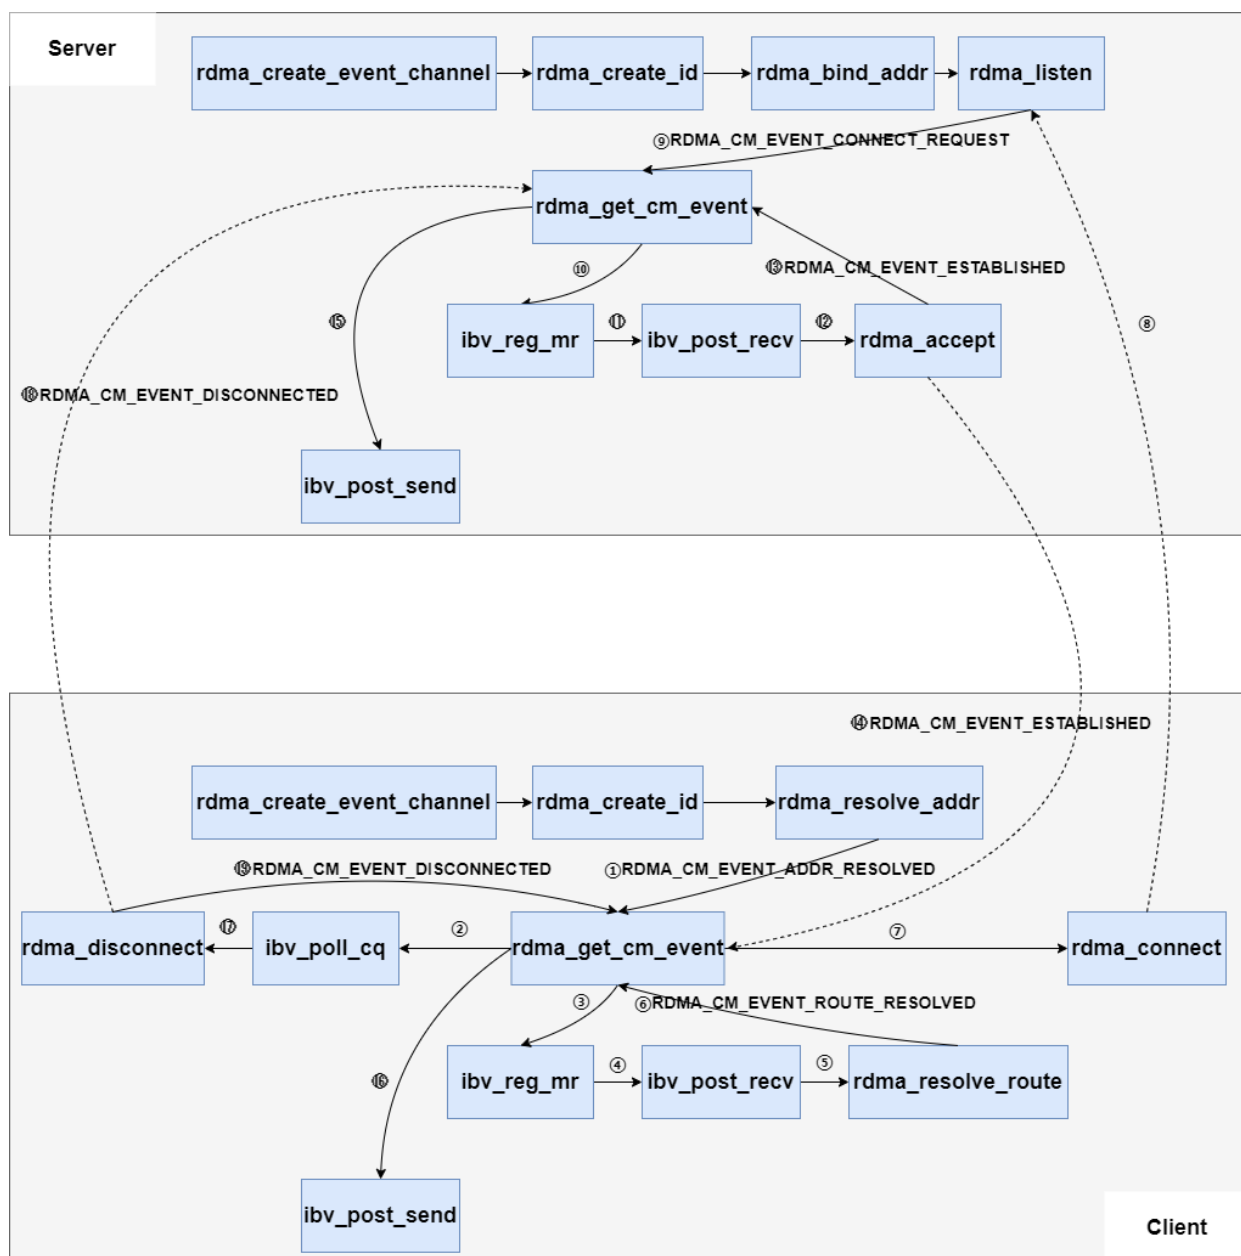 Server
rdma_create_event_channel
rdma_create_id
rdma_bind_addr
rdma_listen
⑨RDMA_CM_EVENT_CONNECT_REQUEST
rdma_get_cm_event
⑩
⑬RDMA_CM_EVENT_ESTABLISHED
⑮
ibv_reg_mr
⑪
ibv_post_recv
⑫
rdma_accept
⑧
⑱RDMA_CM_EVENT_DISCONNECTED
ibv_post_send
⑭RDMA_CM_EVENT_ESTABLISHED
rdma_create_event_channel
rdma_create_id
rdma_resolve_addr
⑲RDMA_CM_EVENT_DISCONNECTED
①RDMA_CM_EVENT_ADDR_RESOLVED
rdma_disconnect
⑰
ibv_poll_cq
②
rdma_get_cm_event
⑦
rdma_connect
③
⑥RDMA_CM_EVENT_ROUTE_RESOLVED
⑯
ibv_reg_mr
④
ibv_post_recv
⑤
rdma_resolve_route
ibv_post_send
Client